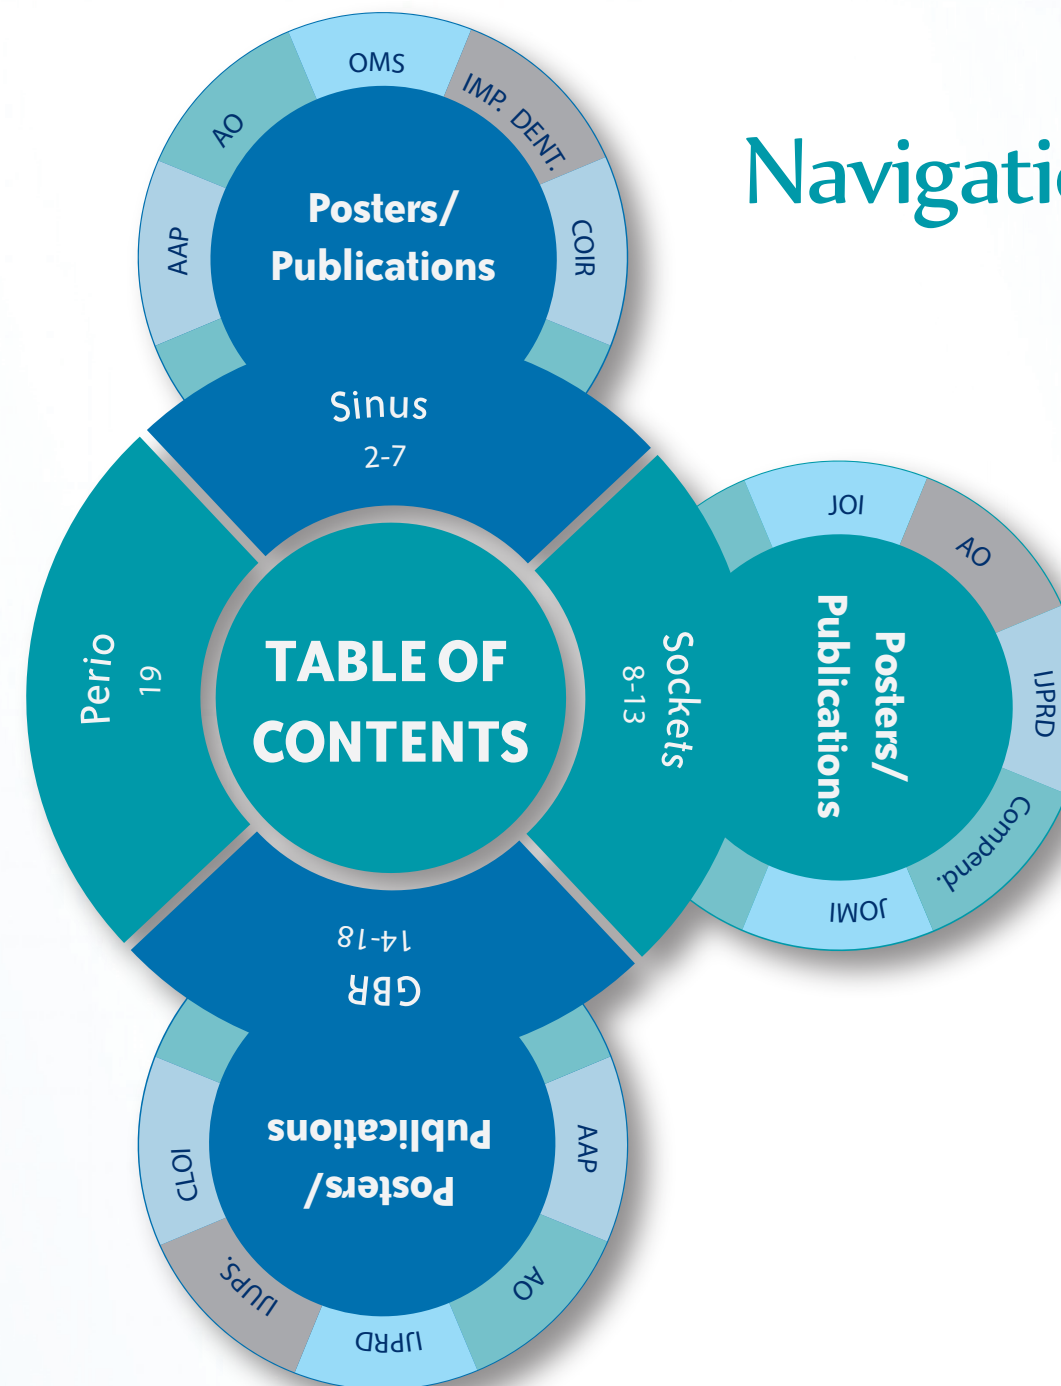 Navigatio
OMS
IMP. DENT.
COIR
AO
AAP
Posters/
Publications
Sinus
2-7
JOI
AO
IJPRD
Compend.
JOMI
Posters/
Publications
Sockets
8-13
TABLE OF
CONTENTS
Perio
19
GBR
14-18
Posters/
Publications
AAP
AO
IJPRD
IJUPS.
CLOI